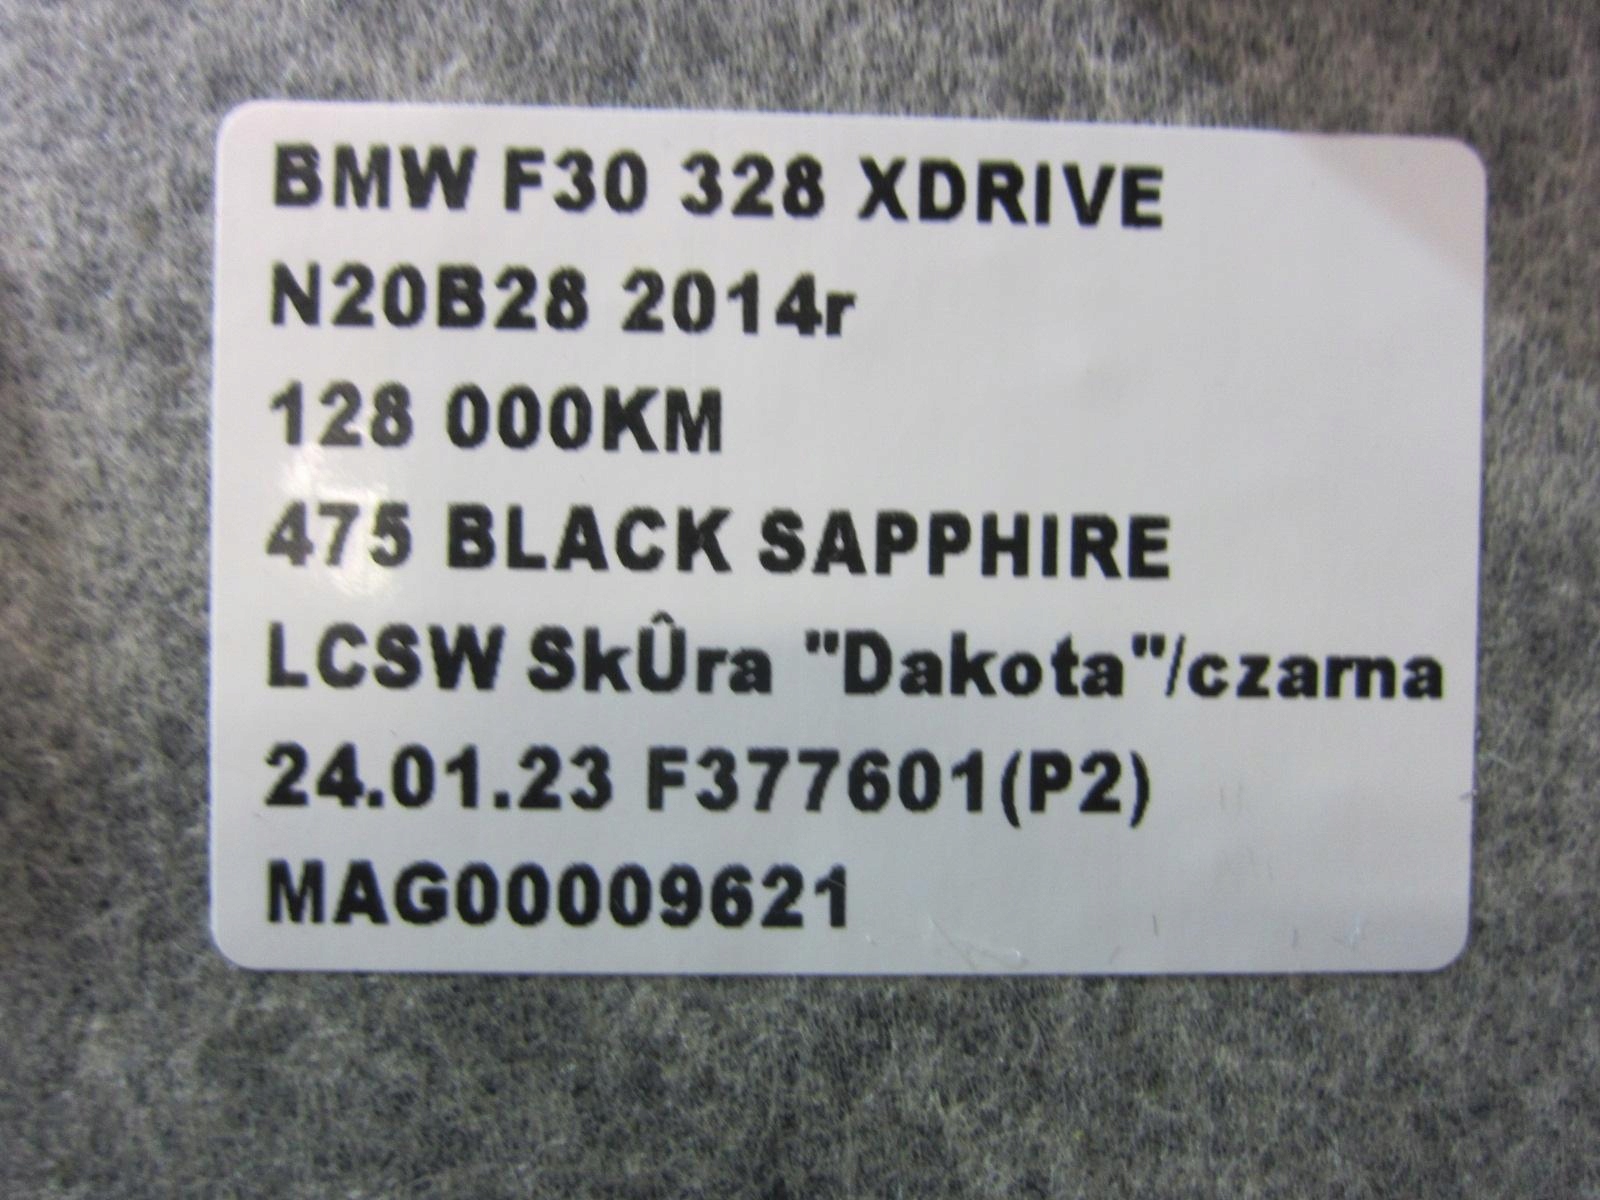 BMW F30 328 XDRIVE
N20B28 2014r
128 000KM
475 BLACK SAPPHIRE
LCSW SkÛra "Dakota"/czarna
24.01.23 F377601(P2)
MAG00009621